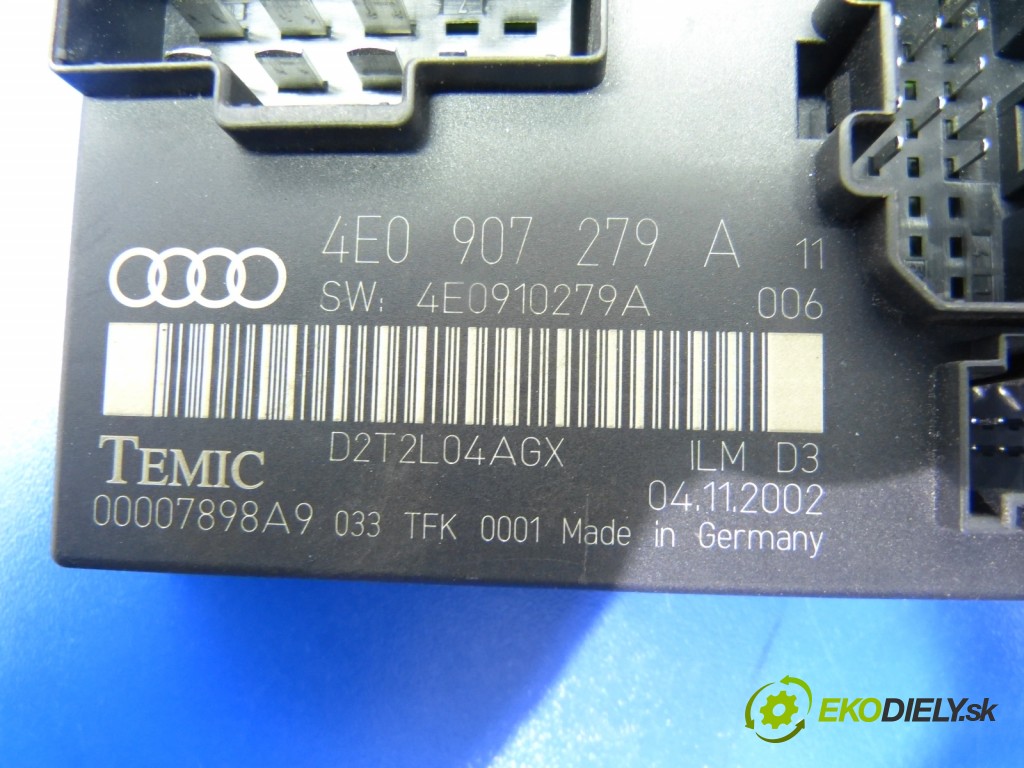 4E0 907 279 A 11
SW: 4E0910279A 006
TEMIC D2T2L04AGX ILM D3
04.11.2002
00007898A9 033 TFK 0001 Made in Germany
EKODIELY.sk